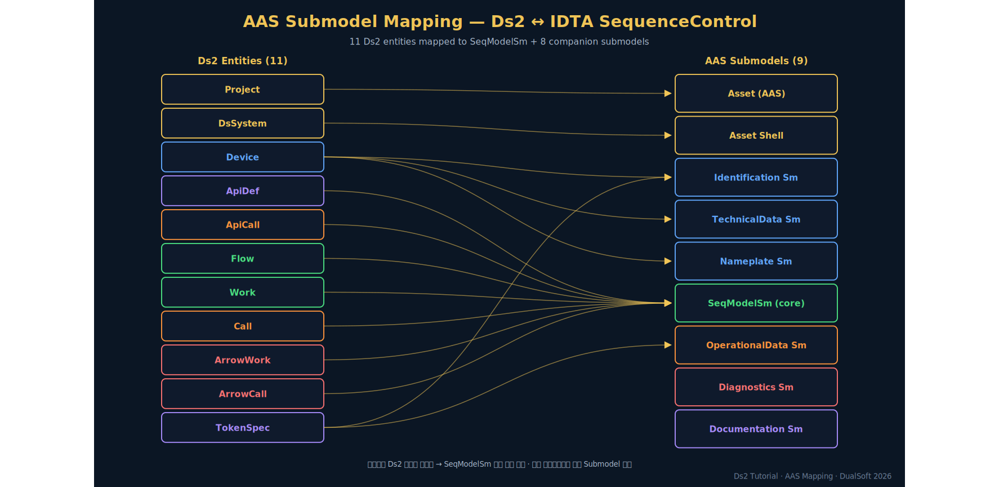 AAS Submodel Mapping — Ds2 ↔ IDTA SequenceControl
11 Ds2 entities mapped to SeqModelSm + 8 companion submodels
Ds2 Entities (11)
Project
DsSystem
Device
ApiDef
ApiCall
Flow
Work
Call
ArrowWork
ArrowCall
TokenSpec
AAS Submodels (9)
Asset (AAS)
Asset Shell
Identification Sm
TechnicalData Sm
Nameplate Sm
SeqModelSm (core)
OperationalData Sm
Diagnostics Sm
Documentation Sm
Ds2 → SeqModelSm · Submodel
Ds2 Tutorial · AAS Mapping · DualSoft 2026